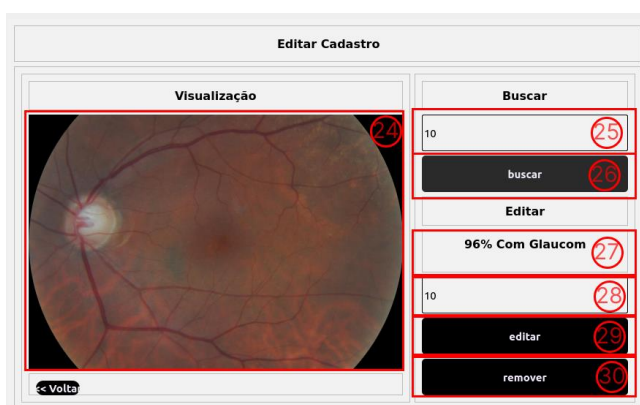 Editar Cadastro
Visualização
Buscar
24
10
25
buscar
26
Editar
96% Com Glaucom
27
10
28
editar
29
remover
30
<< Voltar